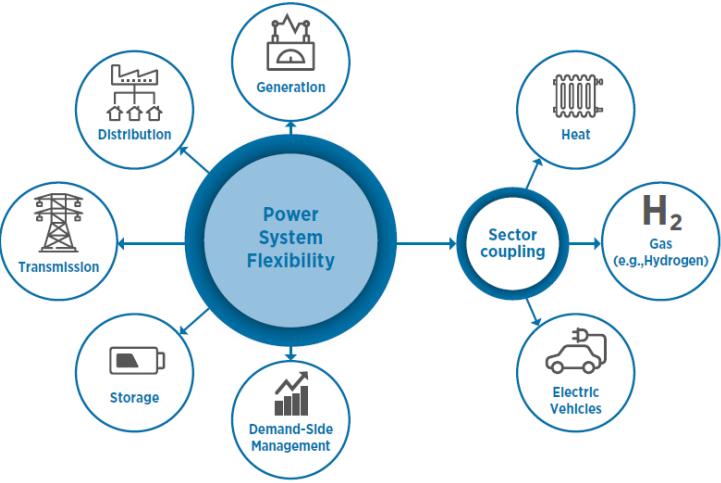 Generation
Distribution
Heat
Power
System
Flexibility
Transmission
Sector
coupling
H2
Gas
(e.g.,Hydrogen)
Storage
Demand-Side
Management
Electric
Vehicles